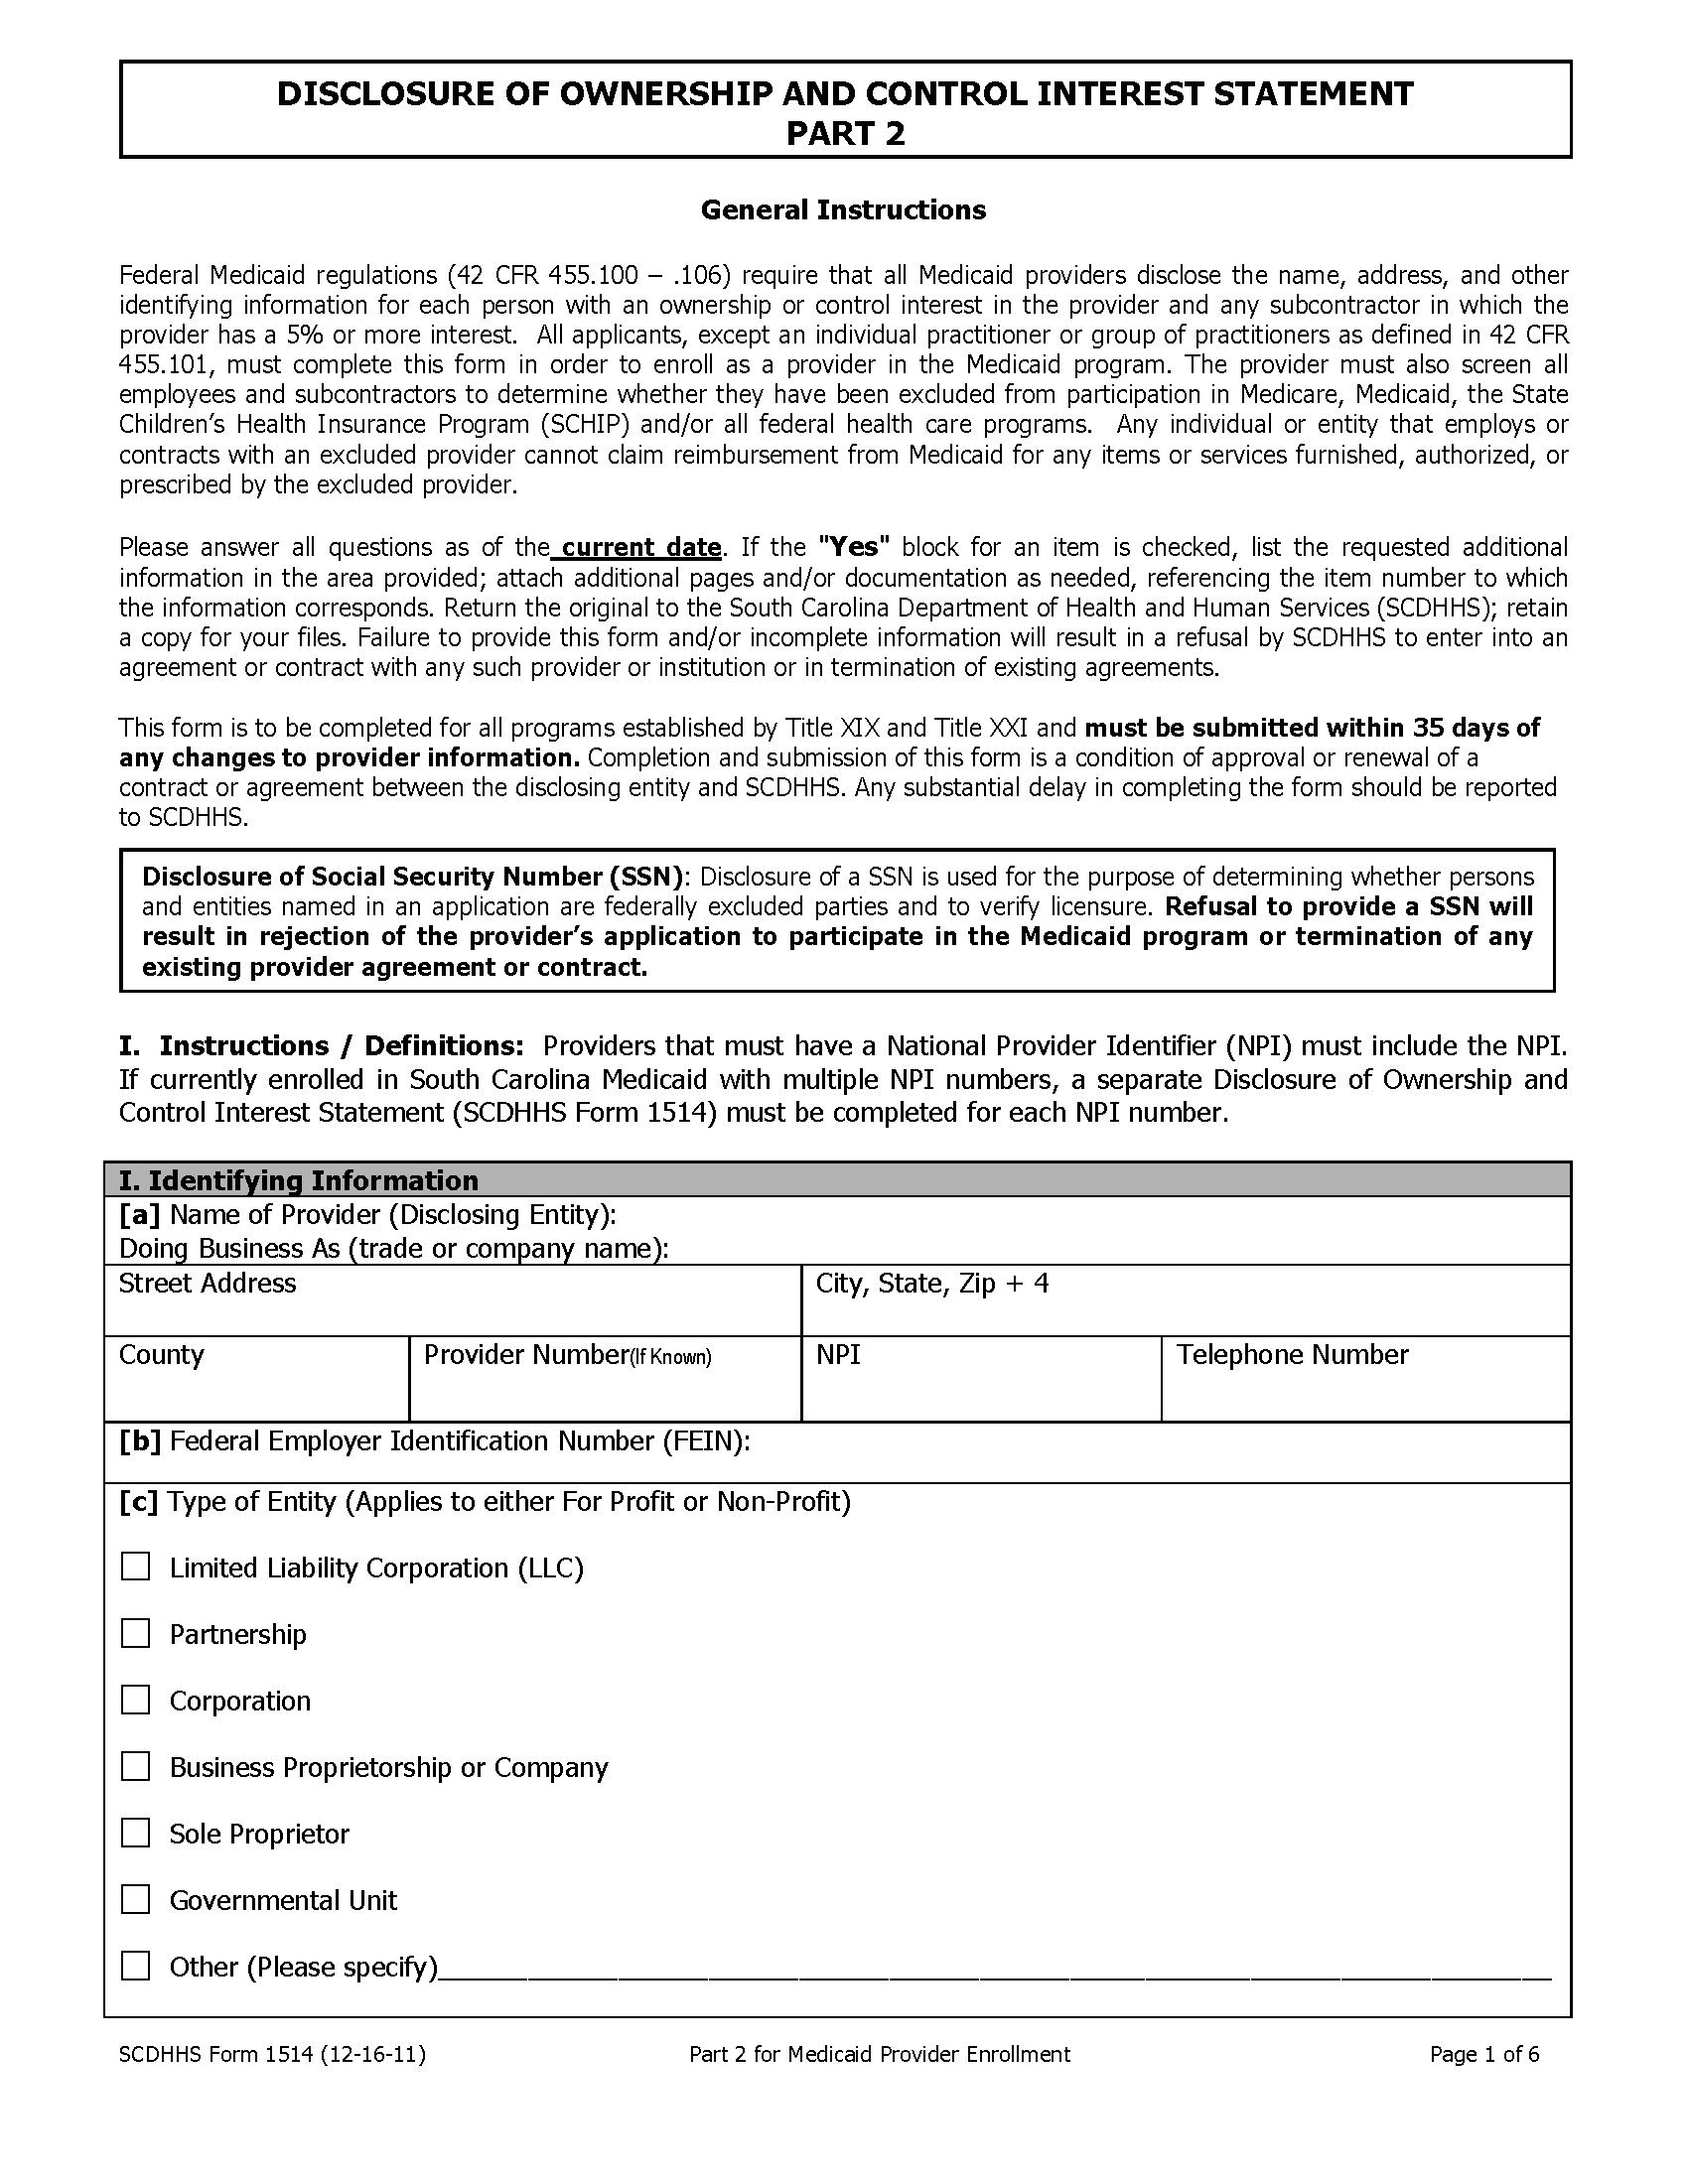 DISCLOSURE OF OWNERSHIP AND CONTROL INTEREST STATEMENT
PART 2
General Instructions
Federal Medicaid regulations (42 CFR 455.100 – .106) require that all Medicaid providers disclose the name, address, and other
identifying information for each person with an ownership or control interest in the provider and any subcontractor in which the
provider has a 5% or more interest.  All applicants, except an individual practitioner or group of practitioners as defined in 42 CFR
455.101, must complete this form in order to enroll as a provider in the Medicaid program. The provider must also screen all
employees and subcontractors to determine whether they have been excluded from participation in Medicare, Medicaid, the State
Children’s Health Insurance Program (SCHIP) and/or all federal health care programs.  Any individual or entity that employs or
contracts with an excluded provider cannot claim reimbursement from Medicaid for any items or services furnished, authorized, or
prescribed by the excluded provider.
Please answer all questions as of the current date. If the "Yes" block for an item is checked, list the requested additional
information in the area provided; attach additional pages and/or documentation as needed, referencing the item number to which
the information corresponds. Return the original to the South Carolina Department of Health and Human Services (SCDHHS); retain
a copy for your files. Failure to provide this form and/or incomplete information will result in a refusal by SCDHHS to enter into an
agreement or contract with any such provider or institution or in termination of existing agreements.
This form is to be completed for all programs established by Title XIX and Title XXI and must be submitted within 35 days of
any changes to provider information. Completion and submission of this form is a condition of approval or renewal of a
contract or agreement between the disclosing entity and SCDHHS. Any substantial delay in completing the form should be reported
to SCDHHS.
Disclosure of Social Security Number (SSN): Disclosure of a SSN is used for the purpose of determining whether persons
and entities named in an application are federally excluded parties and to verify licensure. Refusal to provide a SSN will
result in rejection of the provider’s application to participate in the Medicaid program or termination of any
existing provider agreement or contract.
I.  Instructions / Definitions:  Providers that must have a National Provider Identifier (NPI) must include the NPI.
If currently enrolled in South Carolina Medicaid with multiple NPI numbers, a separate Disclosure of Ownership and
Control Interest Statement (SCDHHS Form 1514) must be completed for each NPI number.
I. Identifying Information
[a] Name of Provider (Disclosing Entity):
Doing Business As (trade or company name):
Street Address
City, State, Zip + 4
County
Provider Number(If Known)
NPI
Telephone Number
[b] Federal Employer Identification Number (FEIN):
[c] Type of Entity (Applies to either For Profit or Non-Profit)
Limited Liability Corporation (LLC)
Partnership
Corporation
Business Proprietorship or Company
Sole Proprietor
Governmental Unit
Other (Please specify)
SCDHHS Form 1514 (12-16-11)
Part 2 for Medicaid Provider Enrollment
Page 1 of 6